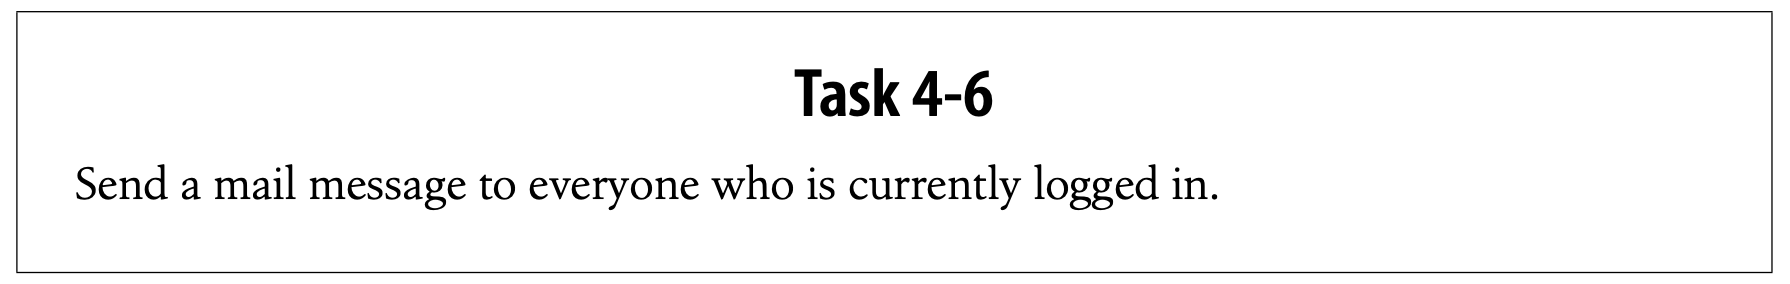 Task 4-6
Send a mail message to everyone who is currently logged in.